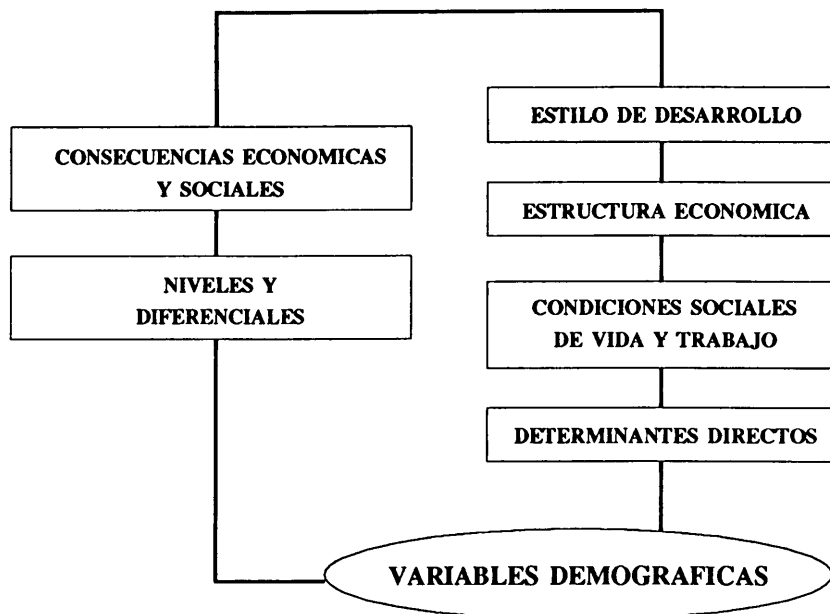 CONSECUENCIAS ECONOMICAS
Y SOCIALES
NIVELES Y
DIFERENCIALES
ESTILO DE DESARROLLO
ESTRUCTURA ECONOMICA
CONDICIONES SOCIALES
DE VIDA Y TRABAJO
DETERMINANTES DIRECTOS
VARIABLES DEMOGRAFICAS